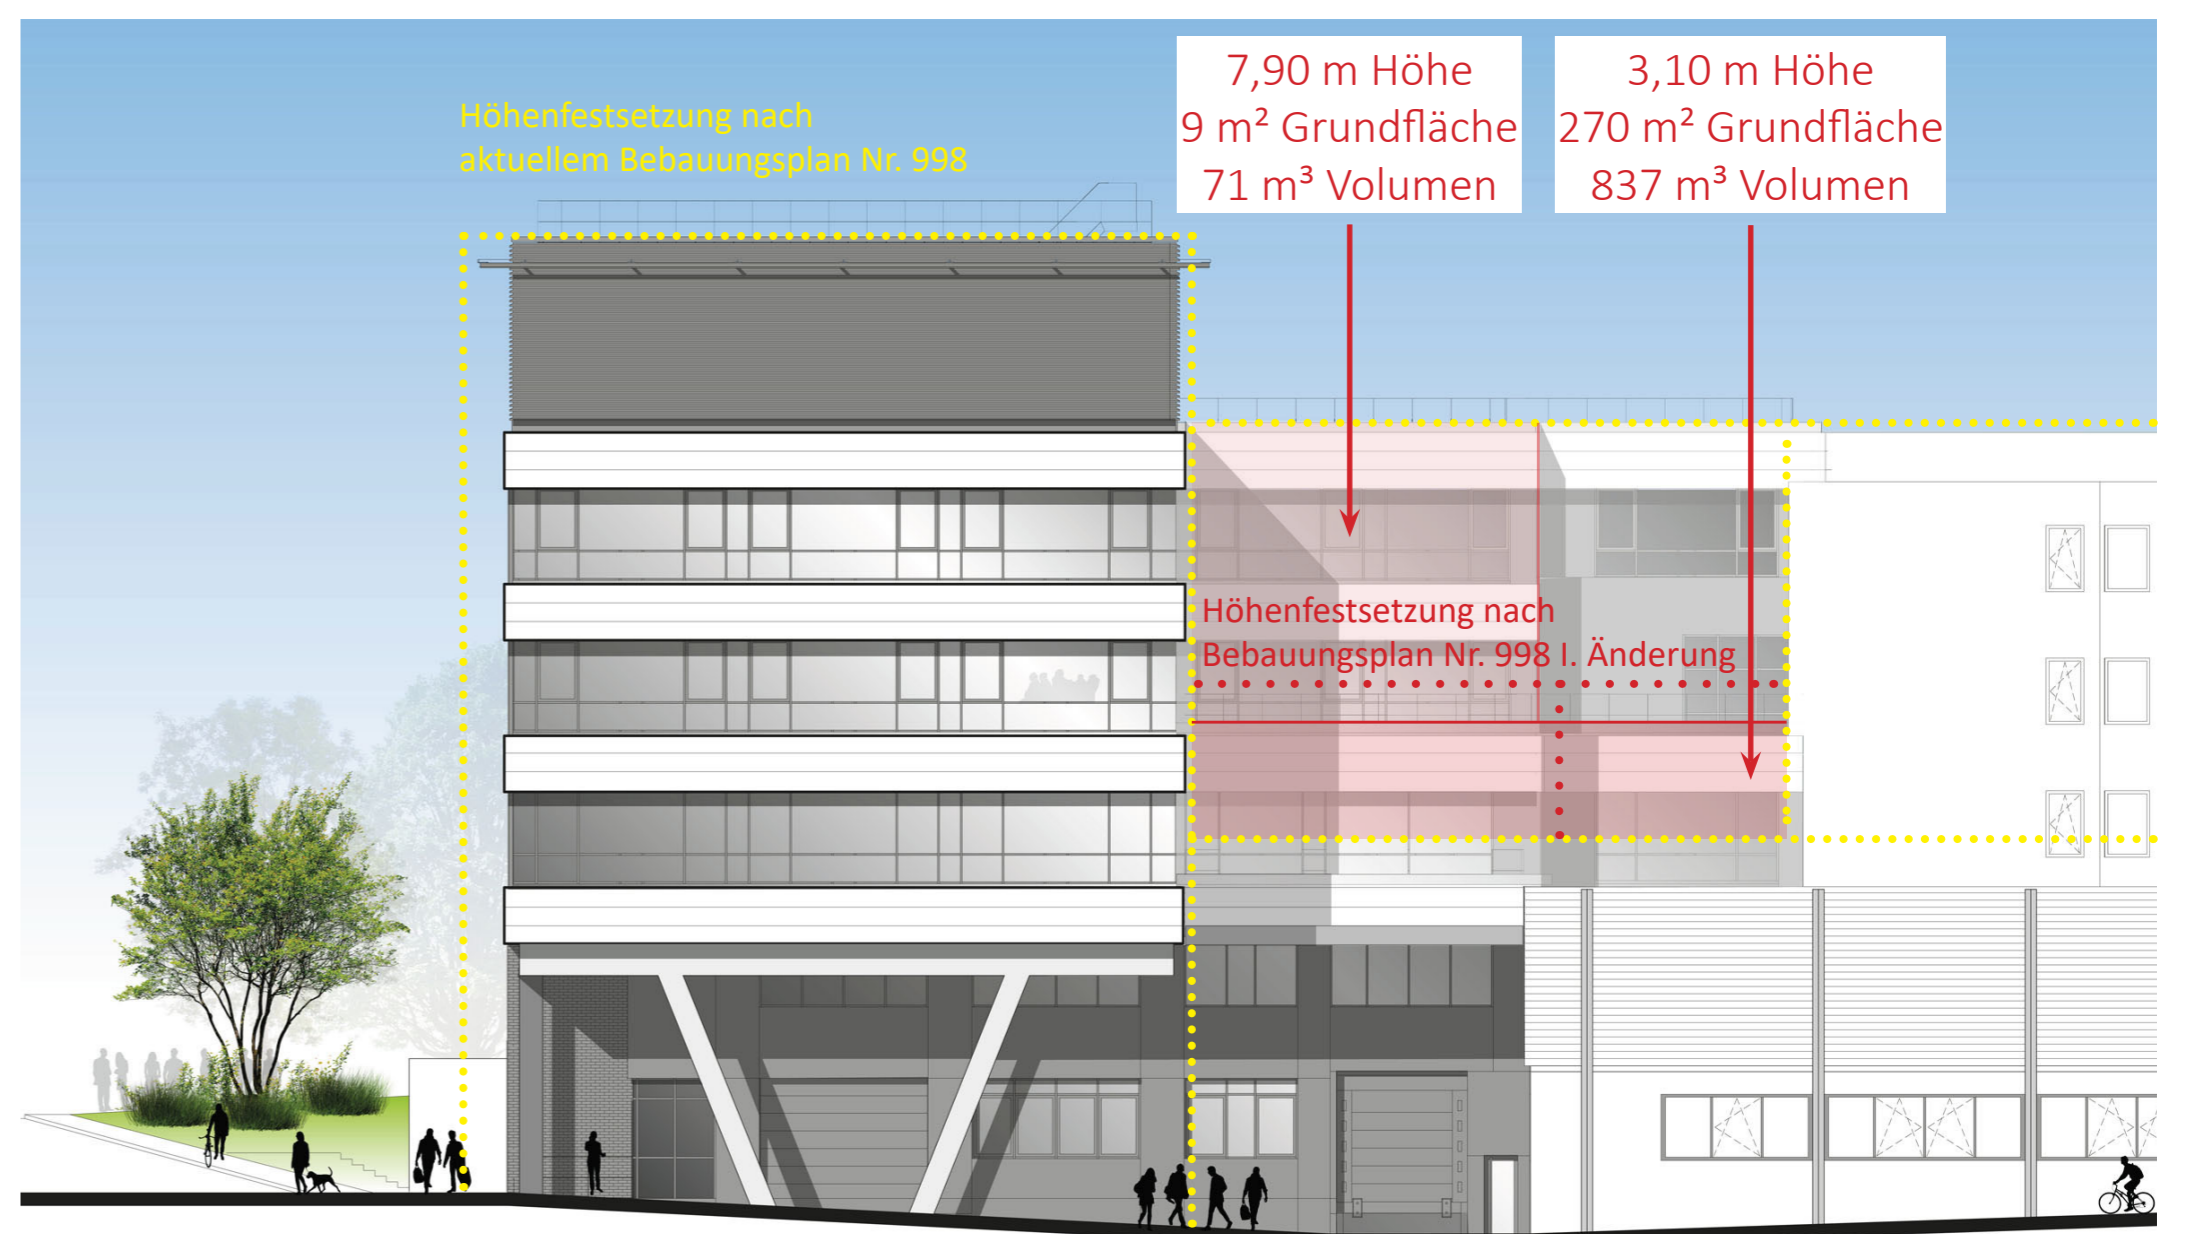 Höhenfestsetzung nach
aktuellem Bebauungsplan Nr. 998
7,90 m Höhe
9 m² Grundfläche
71 m³ Volumen
3,10 m Höhe
270 m² Grundfläche
837 m³ Volumen
Höhenfestsetzung nach
Bebauungsplan Nr. 998 I. Änderung